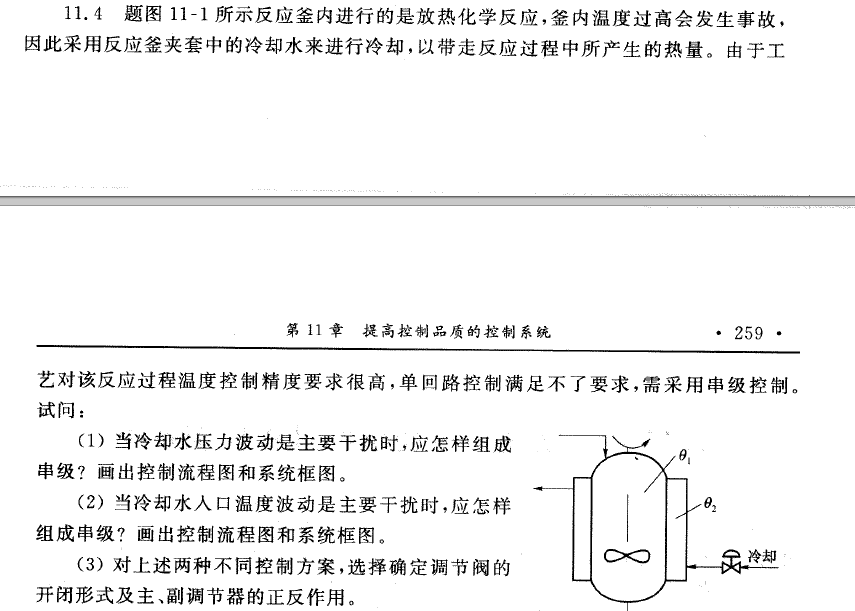 11.4 题图 11-1 所示反应釜内进行的是放热化学反应,釜内温度过高会发生事故,
因此采用反应釜夹套中的冷却水来进行冷却,以带走反应过程中所产生的热量。由于工
第 11 章 提高控制品质的控制系统
· 259 ·
艺对该反应过程温度控制精度要求很高,单回路控制满足不了要求,需采用串级控制。
试问:
(1) 当冷却水压力波动是主要干扰时,应怎样组成
串级? 画出控制流程图和系统框图。
(2) 当冷却水入口温度波动是主要干扰时,应怎样
组成串级? 画出控制流程图和系统框图。
(3) 对上述两种不同控制方案,选择确定调节阀的
开闭形式及主、副调节器的正反作用。
θ₁
θ₂
冷却